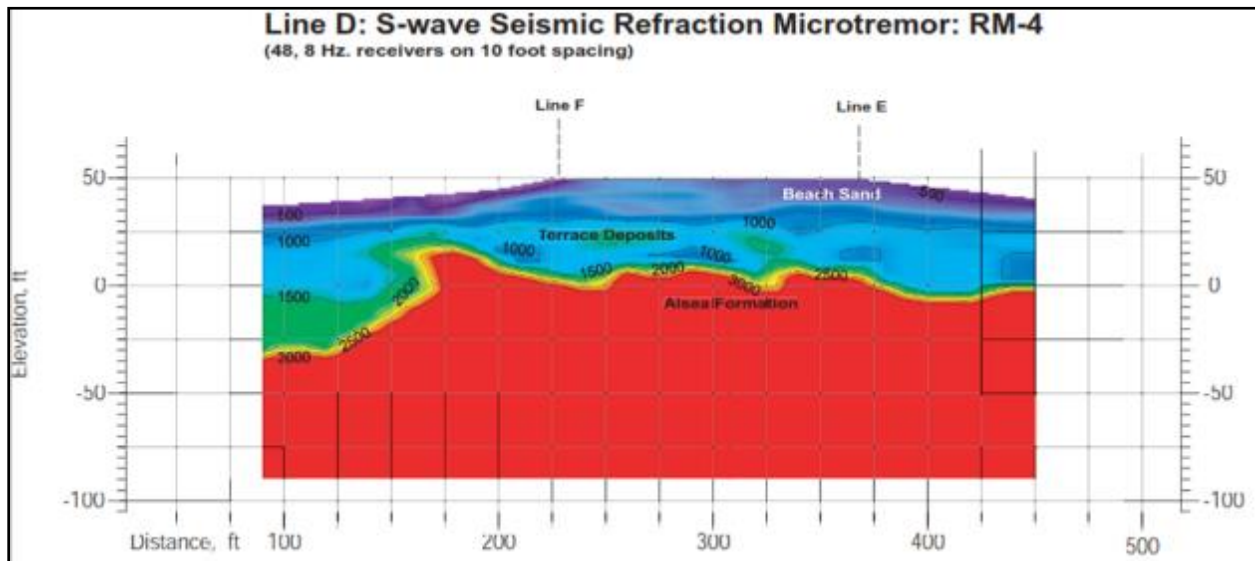 Line D: S-wave Seismic Refraction Microtremor: RM-4
(48, 8 Hz. receivers on 10 foot spacing)
Line F
Line E
50
50
Beach Sand
500
500
1000
1000
Terrace Deposits
1000
1000
1500
2000
2500
3000
2000
0
0
1500
Alsea Formation
2500
2000
Elevation, ft
-50
-50
-100
-100
Distance, ft 100 200 300 400 500